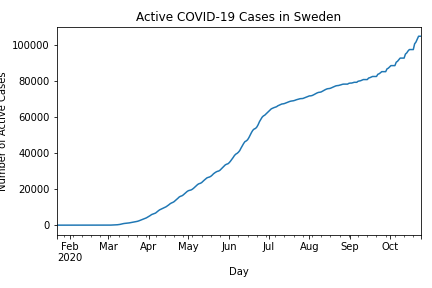 Active COVID-19 Cases in Sweden
Number of Active Cases
100000
80000
60000
40000
20000
0
Feb Mar Apr May Jun Jul Aug Sep Oct
2020
Day